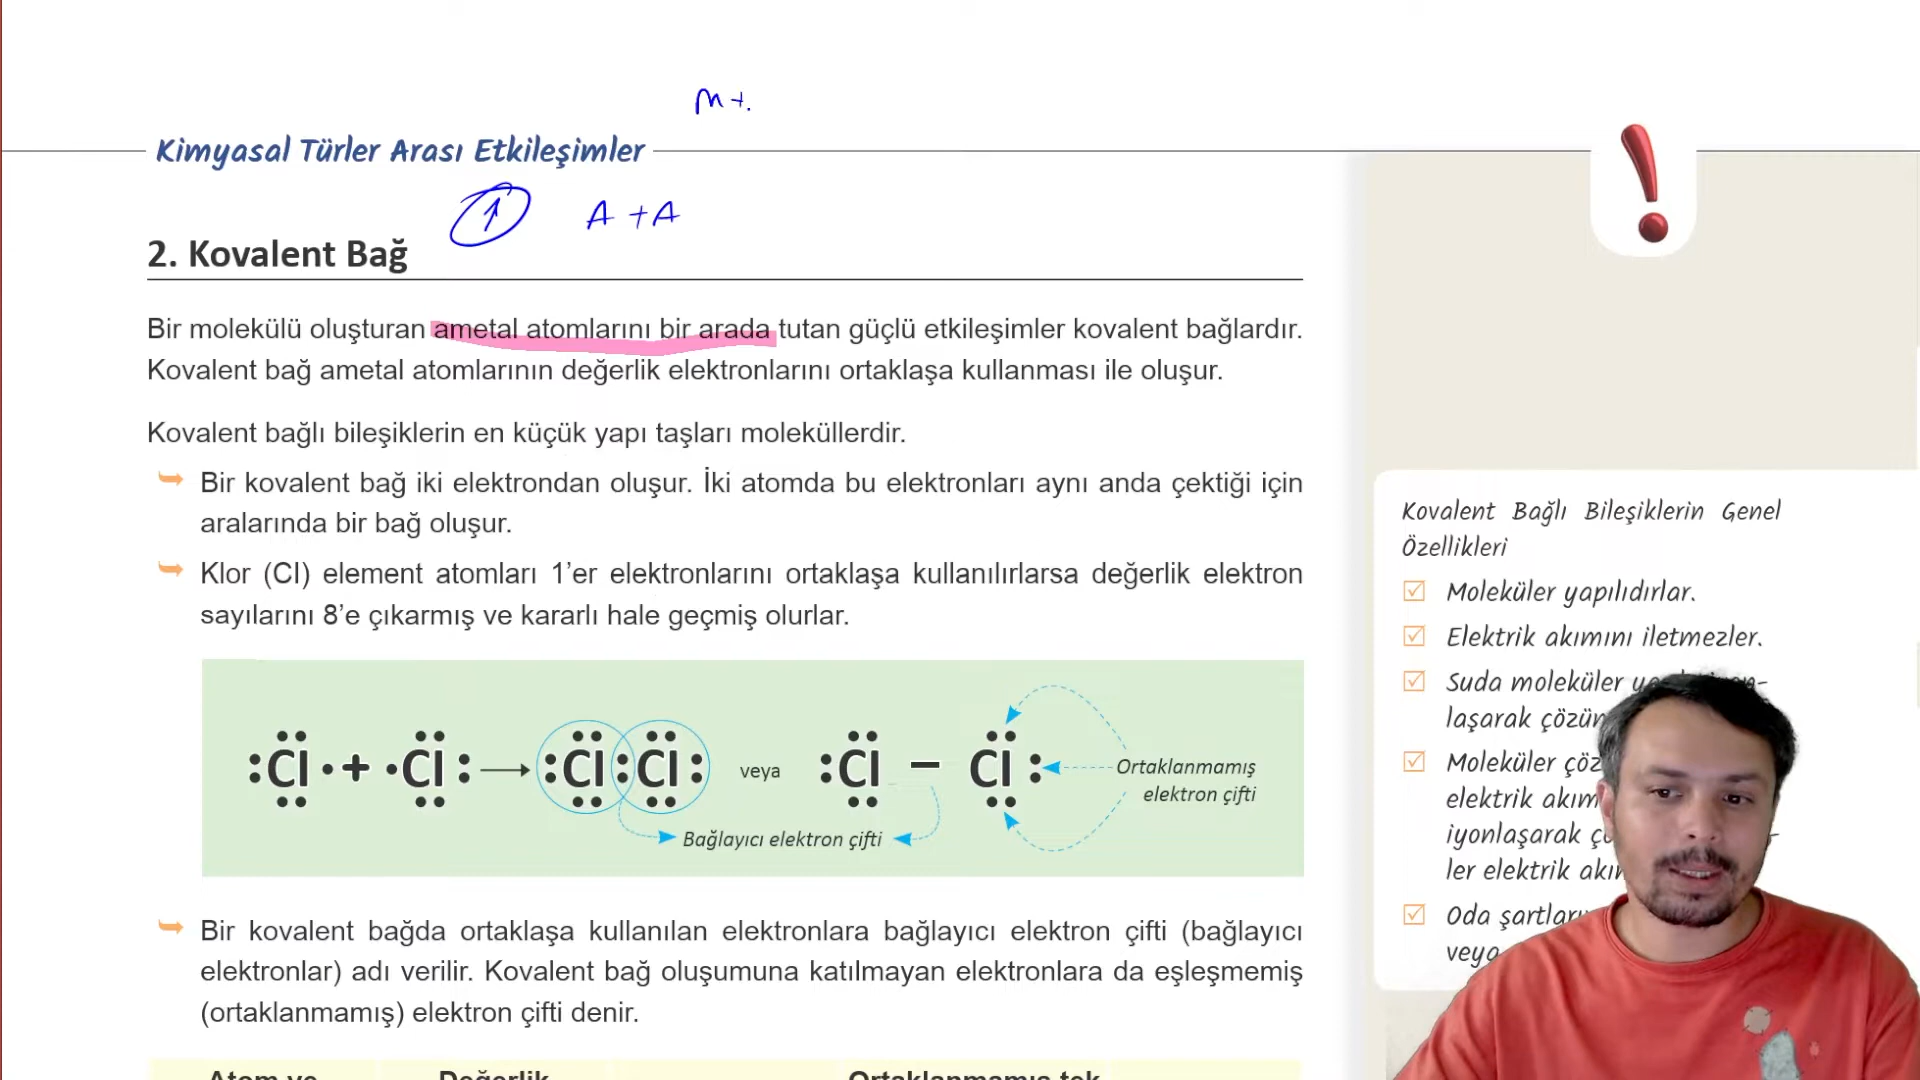 M+.
Kimyasal Türler Arası Etkileşimler
A + A
2. Kovalent Bağ
Bir molekülü oluşturan ametal atomlarını bir arada tutan güçlü etkileşimler kovalent bağlardır.
Kovalent bağ ametal atomlarının değerlik elektronlarını ortaklaşa kullanması ile oluşur.
Kovalent bağlı bileşiklerin en küçük yapı taşları moleküllerdir.
Bir kovalent bağ iki elektrondan oluşur. İki atomda bu elektronları aynı anda çektiği için
aralarında bir bağ oluşur.
Klor (Cl) element atomları 1’er elektronlarını ortaklaşa kullanılırlarsa değerlik elektron
sayılarını 8’e çıkarmış ve kararlı hale geçmiş olurlar.
Cl + Cl Cl Cl veya Cl – Cl
Ortaklanmamış
elektron çifti
Bağlayıcı elektron çifti
Bir kovalent bağda ortaklaşa kullanılan elektronlara bağlayıcı elektron çifti (bağlayıcı
elektronlar) adı verilir. Kovalent bağ oluşumuna katılmayan elektronlara da eşleşmemiş
(ortaklanmamış) elektron çifti denir.
Atom ve Değerlik Ortaklanmamış tek
Kovalent Bağlı Bileşiklerin Genel
Özellikleri
Moleküler yapılıdırlar.
Elektrik akımını iletmezler.
Suda moleküler
laşarak
Moleküler
elektrik
iyonlaşarak
ler elektrik
Oda
veya